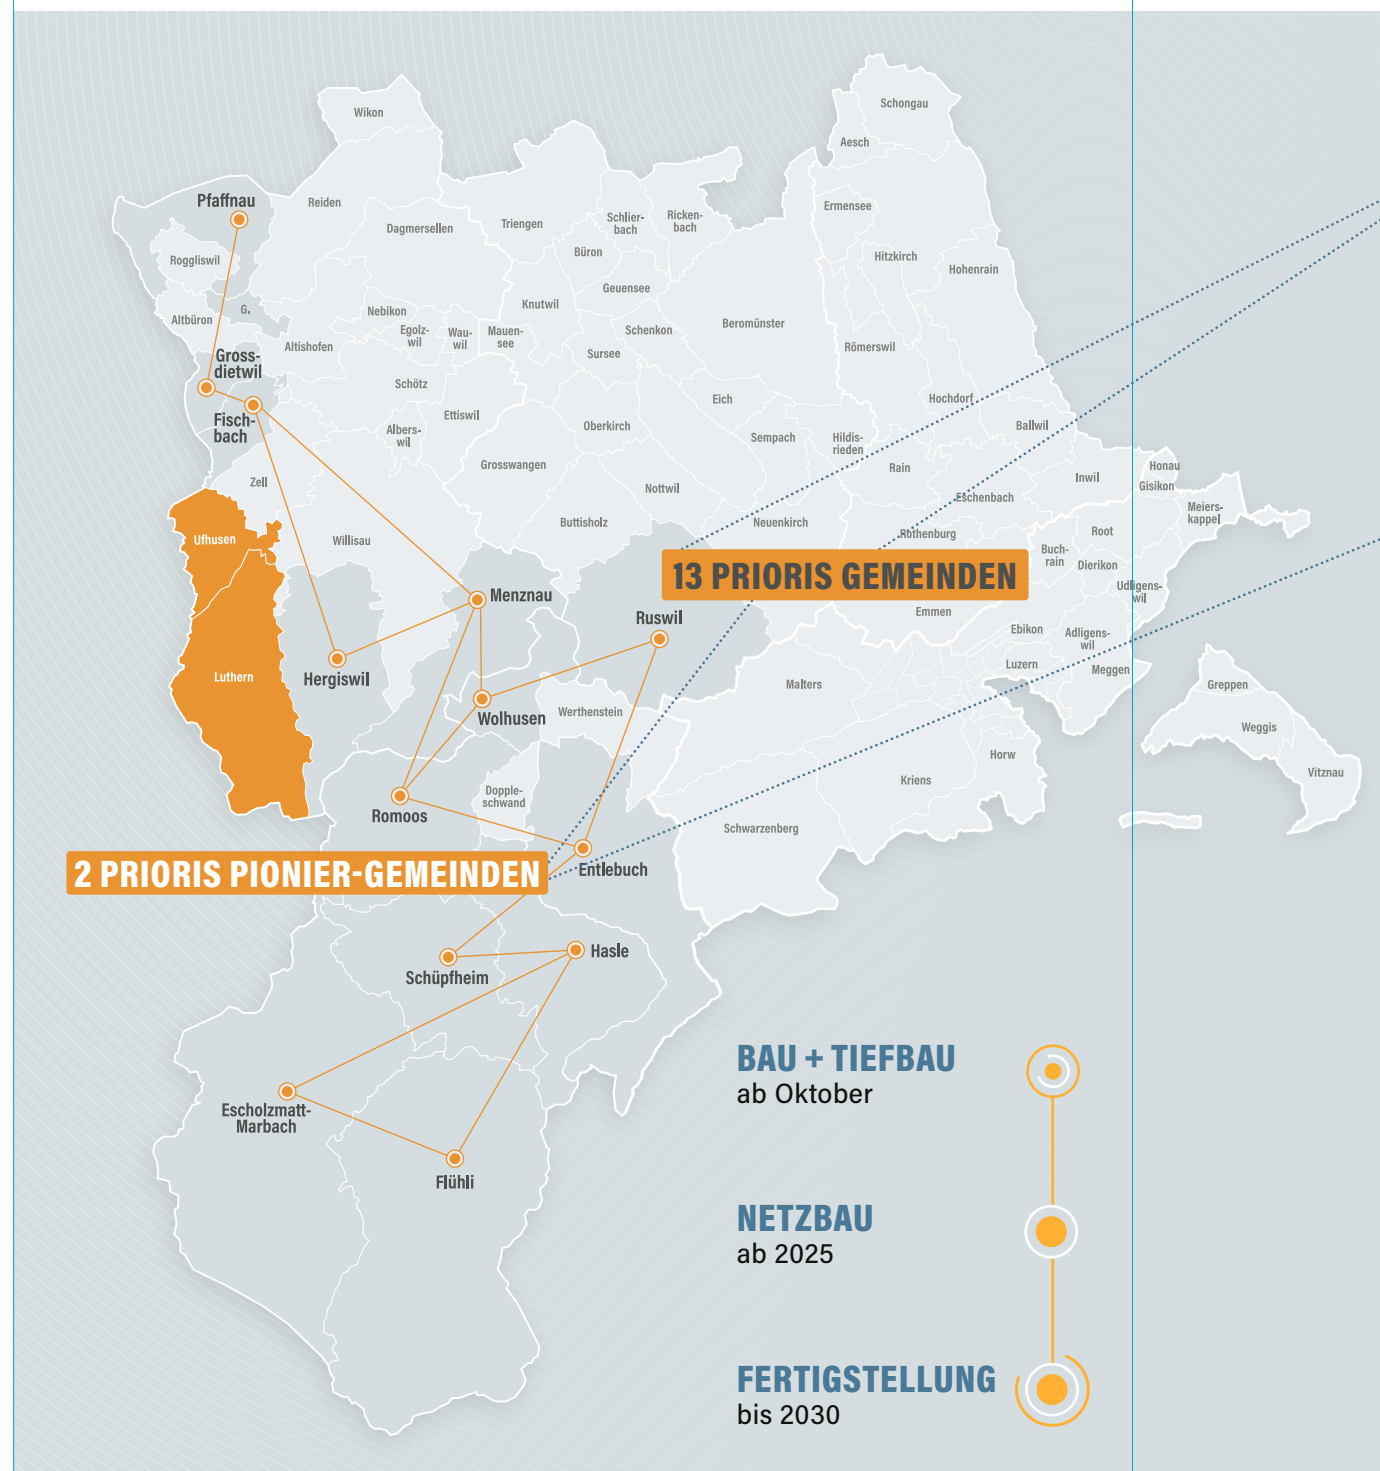 Schongau
Wikon
Aesch
Pfaffnau
Reiden
Ermensee
Dagmersellen
Triengen
Schlier-
bach
Ricken-
bach
Roggliswil
Büron
Hitzkirch
Hohenrain
Geuensee
G.
Nebikon
Knutwil
Altbüron
Egolz-
wil
Wau-
wil
Mauen-
see
Schenkon
Beromünster
Altishofen
Sursee
Römerswil
Gross-
dietwil
Schötz
Eich
Hochdorf
Fisch-
bach
Ettiswil
Albers-
wil
Oberkirch
Sempach
Hildis-
rieden
Ballwil
Grosswangen
Rain
Honau
Zell
Nottwil
Inwil
Gisikon
Eschenbach
Meiers-
kappel
Buttisholz
Neuenkirch
Ufhusen
Willisau
Rothenburg
Root
Buch-
rain
Dierikon
13 PRIORIS GEMEINDEN
Udligens-
wil
Menznau
Ruswil
Emmen
Ebikon
Adligens-
wil
Luthern
Hergiswil
Malters
Luzern
Meggen
Greppen
Wolhusen
Werthenstein
Weggis
Horw
Vitznau
Kriens
Dopple-
schwand
Romoos
Schwarzenberg
2 PRIORIS PIONIER-GEMEINDEN
Entlebuch
Hasle
Schüpfheim
BAU + TIEFBAU
ab Oktober
Escholzmatt-
Marbach
Flühli
NETZBAU
ab 2025
FERTIGSTELLUNG
bis 2030